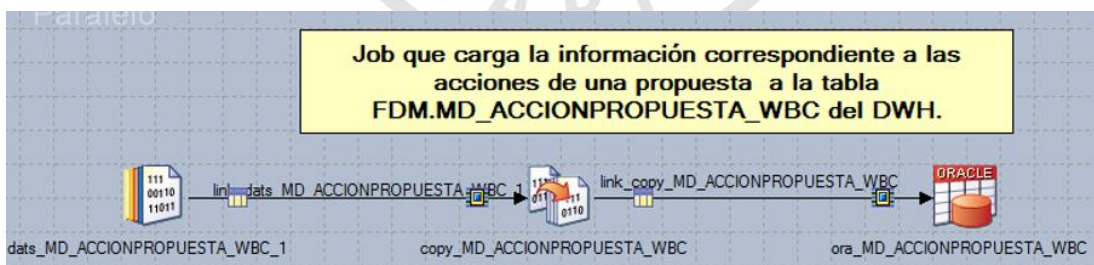 Paralelo
Job que carga la información correspondiente a las
acciones de una propuesta a la tabla
FDM.MD_ACCIONPROPUESTA_WBC del DWH.
link_dats_MD_ACCIONPROPUESTA_WBC_1
link_copy_MD_ACCIONPROPUESTA_WBC
ORACLE
dats_MD_ACCIONPROPUESTA_WBC_1
copy_MD_ACCIONPROPUESTA_WBC
ora_MD_ACCIONPROPUESTA_WBC